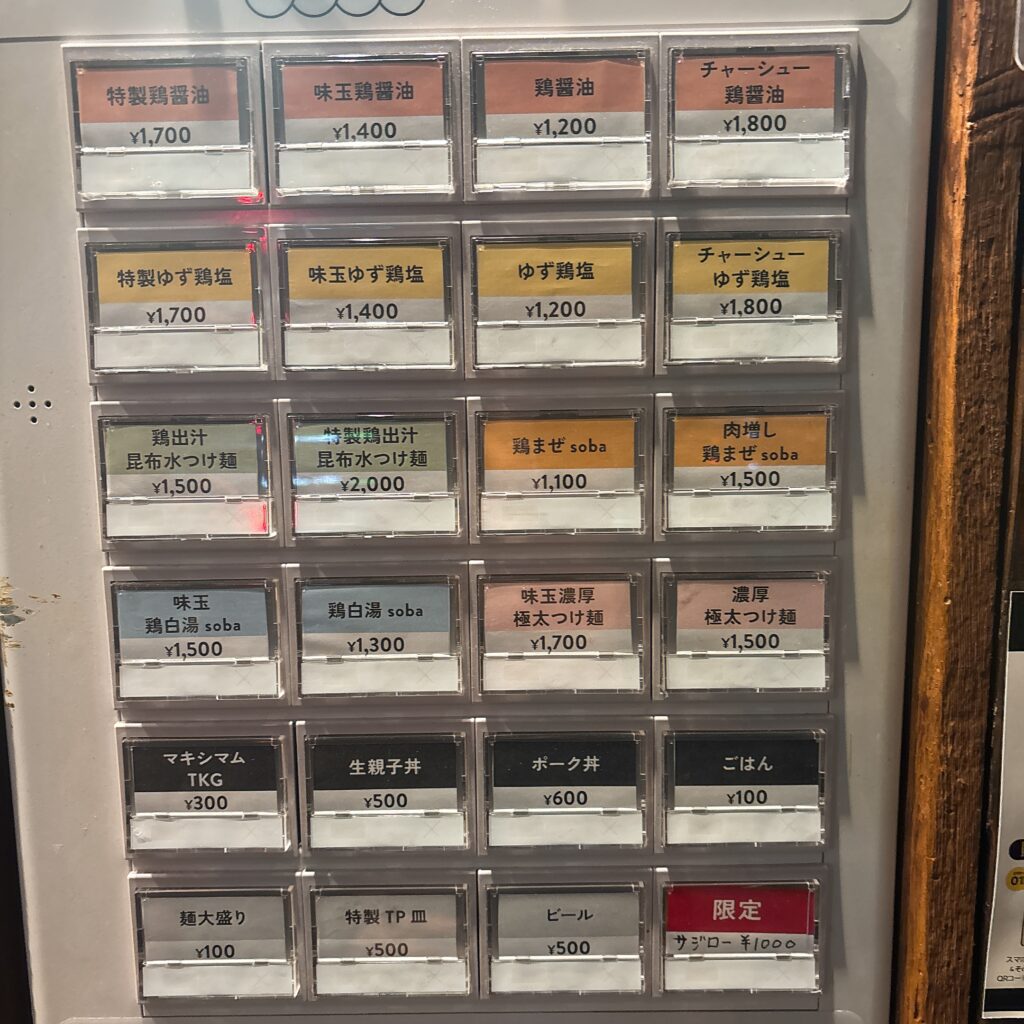 特製鶏醤油
¥1,700
味玉鶏醤油
¥1,400
鶏醤油
¥1,200
チャーシュー
鶏醤油
¥1,800
特製ゆず鶏塩
¥1,700
味玉ゆず鶏塩
¥1,400
ゆず鶏塩
¥1,200
チャーシュー
ゆず鶏塩
¥1,800
鶏出汁
昆布水つけ麺
¥1,500
特製鶏出汁
昆布水つけ麺
¥2,000
鶏まぜ soba
¥1,100
肉増し
鶏まぜ soba
¥1,500
味玉
鶏白湯 soba
¥1,500
鶏白湯 soba
¥1,300
味玉濃厚
極太つけ麺
¥1,700
濃厚
極太つけ麺
¥1,500
マキシマム
TKG
¥300
生親子丼
¥500
ポーク丼
¥600
ごはん
¥100
麺大盛り
¥100
特製 TP 皿
¥500
ビール
¥500
限定
サジロー ¥1000